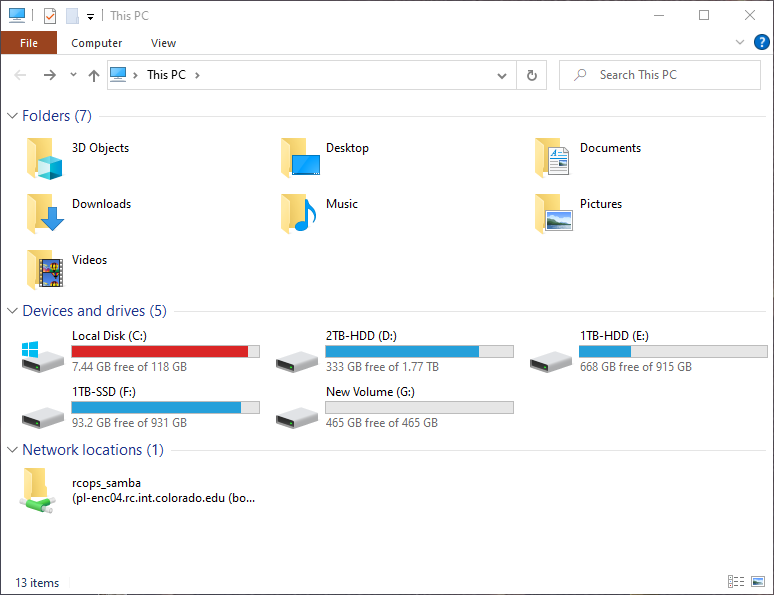 This PC
File Computer View
This PC
Search This PC
Folders (7)
3D Objects
Desktop
Documents
Downloads
Music
Pictures
Videos
Devices and drives (5)
Local Disk (C:)
7.44 GB free of 118 GB
2TB-HDD (D:)
333 GB free of 1.77 TB
1TB-HDD (E:)
668 GB free of 915 GB
1TB-SSD (F:)
93.2 GB free of 931 GB
New Volume (G:)
465 GB free of 465 GB
Network locations (1)
rcops_samba
(pl-enc04.rc.int.colorado.edu (bo...
13 items